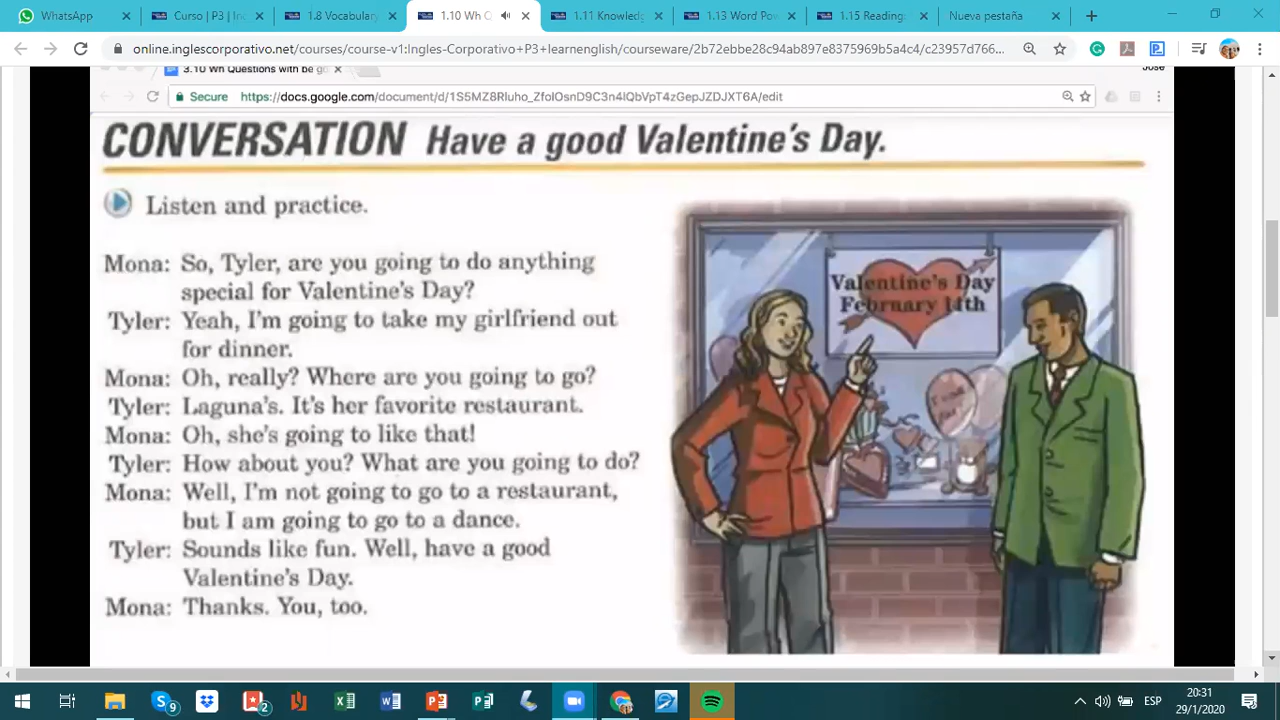 WhatsApp
Curso | P3 | Ing
1.8 Vocabulary
1.10 Wh Q
1.11 Knowledg
1.13 Word Pow
1.15 Reading:
Nueva pestaña
online.inglescorporativo.net/courses/course-v1:Ingles-Corporativo+P3+learnenglish/courseware/2b72ebbe28c94ab897e8375969b5a4c4/c23957d766...
3.10 Wh Questions with be go
Jose
Secure
https://docs.google.com/document/d/1S5MZ8Rluho_ZfolOsnD9C3n4lQbVpT4zGepJZDJXT6A/edit
CONVERSATION Have a good Valentine's Day.
Listen and practice.
Mona: So, Tyler, are you going to do anything
special for Valentine's Day?
Tyler: Yeah, I'm going to take my girlfriend out
for dinner.
Mona: Oh, really? Where are you going to go?
Tyler: Laguna's. It's her favorite restaurant.
Mona: Oh, she's going to like that!
Tyler: How about you? What are you going to do?
Mona: Well, I'm not going to go to a restaurant,
but I am going to go to a dance.
Tyler: Sounds like fun. Well, have a good
Valentine's Day.
Mona: Thanks. You, too.
Valentine's Day
February 14th
9
2
ESP
20:31
29/1/2020